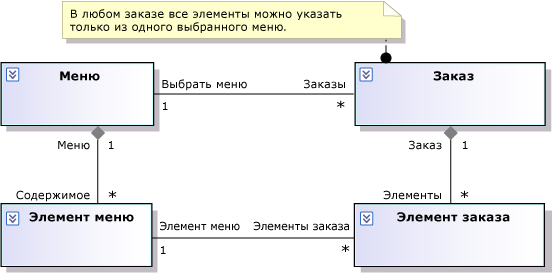 В любом заказе все элементы можно указать
только из одного выбранного меню.
Меню
Заказ
Выбрать меню
Заказы
1
*
Меню
1
Заказ
1
Содержимое
*
Элементы
*
Элемент меню
Элемент заказа
Элемент меню
Элементы заказа
1
*